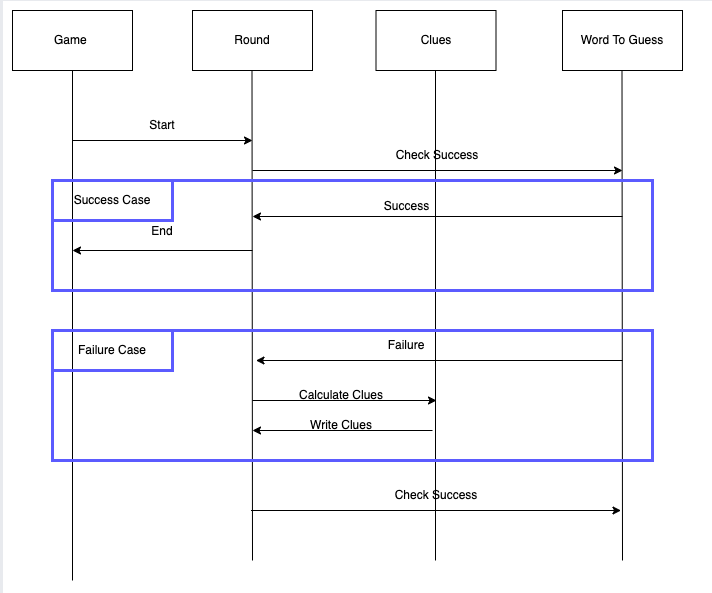 Game
Round
Clues
Word To Guess
Start
Check Success
Success Case
Success
End
Failure Case
Failure
Calculate Clues
Write Clues
Check Success